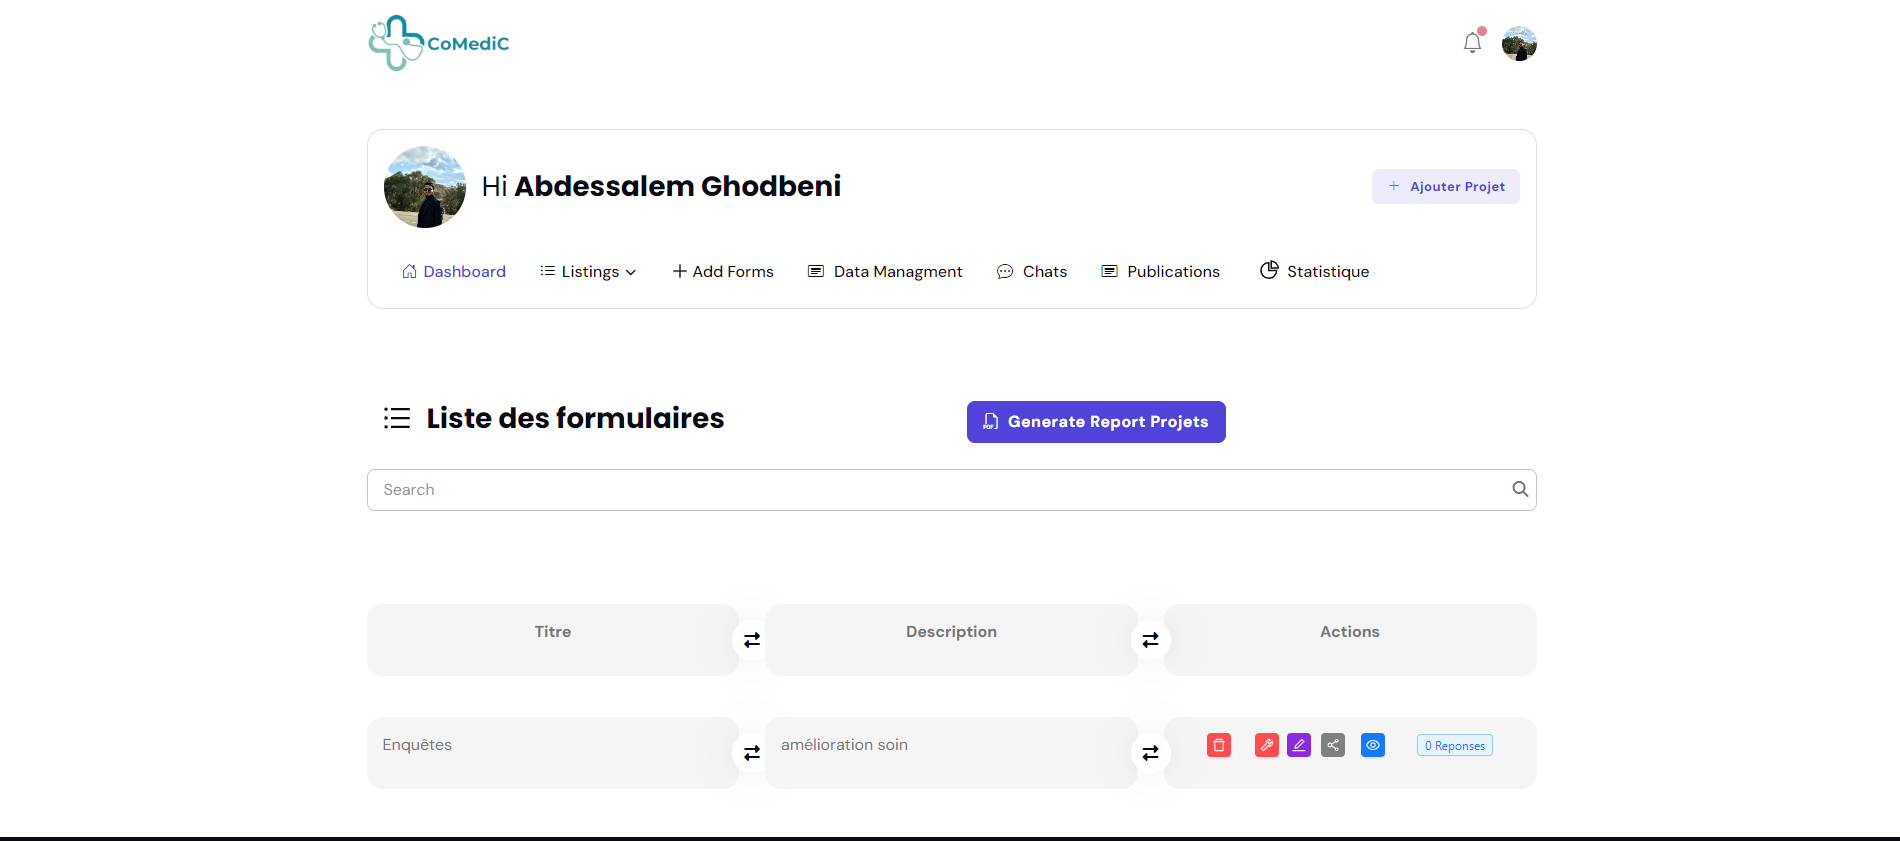 CoMediC
Hi Abdessalem Ghodbeni
Ajouter Projet
Dashboard Listings Add Forms Data Managment Chats Publications Statistique
Liste des formulaires
PDF Generate Report Projets
Search
Titre Description Actions
Enquêtes amélioration soin 0 Reponses